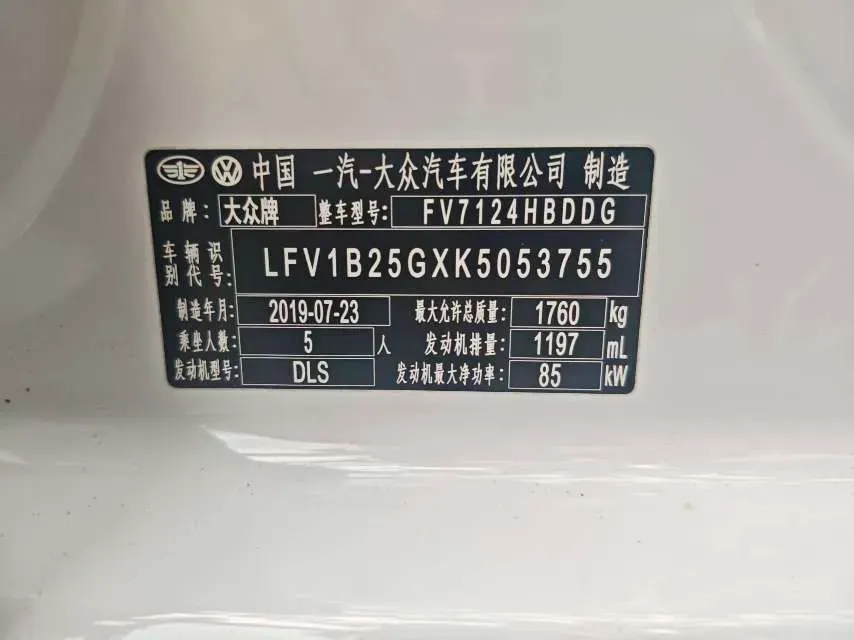 中国 一汽-大众汽车有限公司 制造
品牌: 大众牌 整车型号: FV7124HBDDG
车辆识别代号: LFV1B25GXK5053755
制造年月: 2019-07-23 最大允许总质量: 1760 kg
乘坐人数: 5 人 发动机排量: 1197 mL
发动机型号: DLS 发动机最大净功率: 85 kW